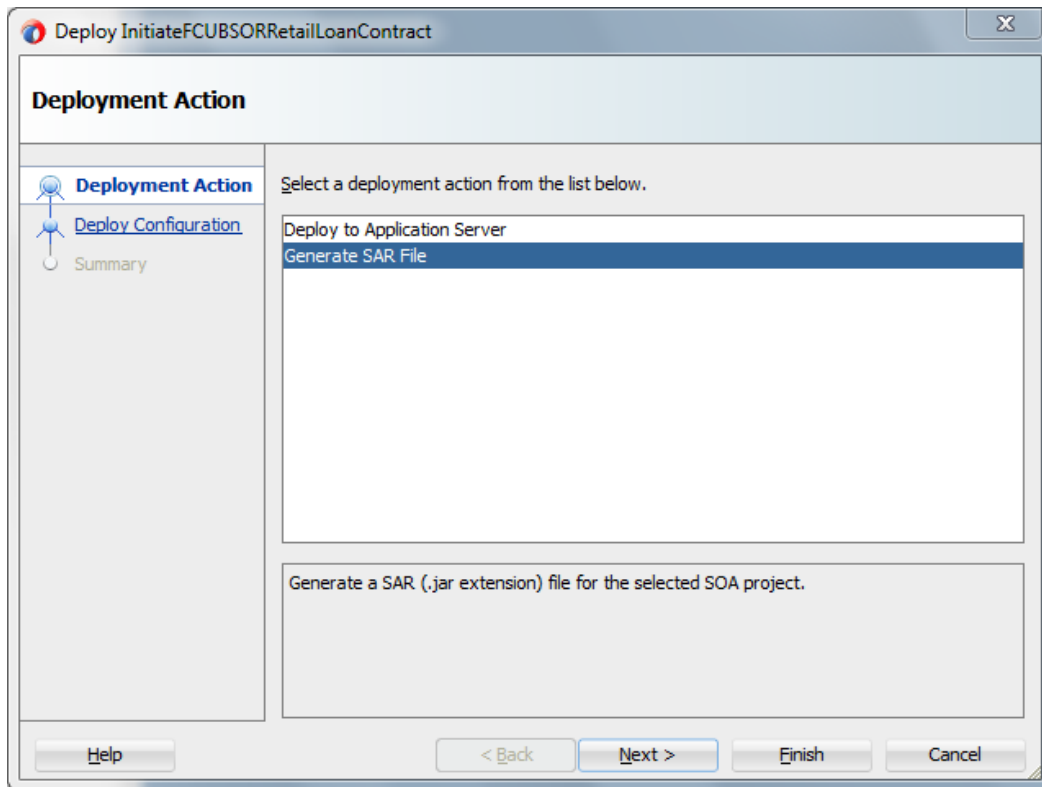 Deploy InitiateFCUBSORRetailLoanContract
Deployment Action
Deployment Action
Deploy Configuration
Summary
Select a deployment action from the list below.
Deploy to Application Server
Generate SAR File
Generate a SAR (.jar extension) file for the selected SOA project.
Help
< Back
Next >
Finish
Cancel